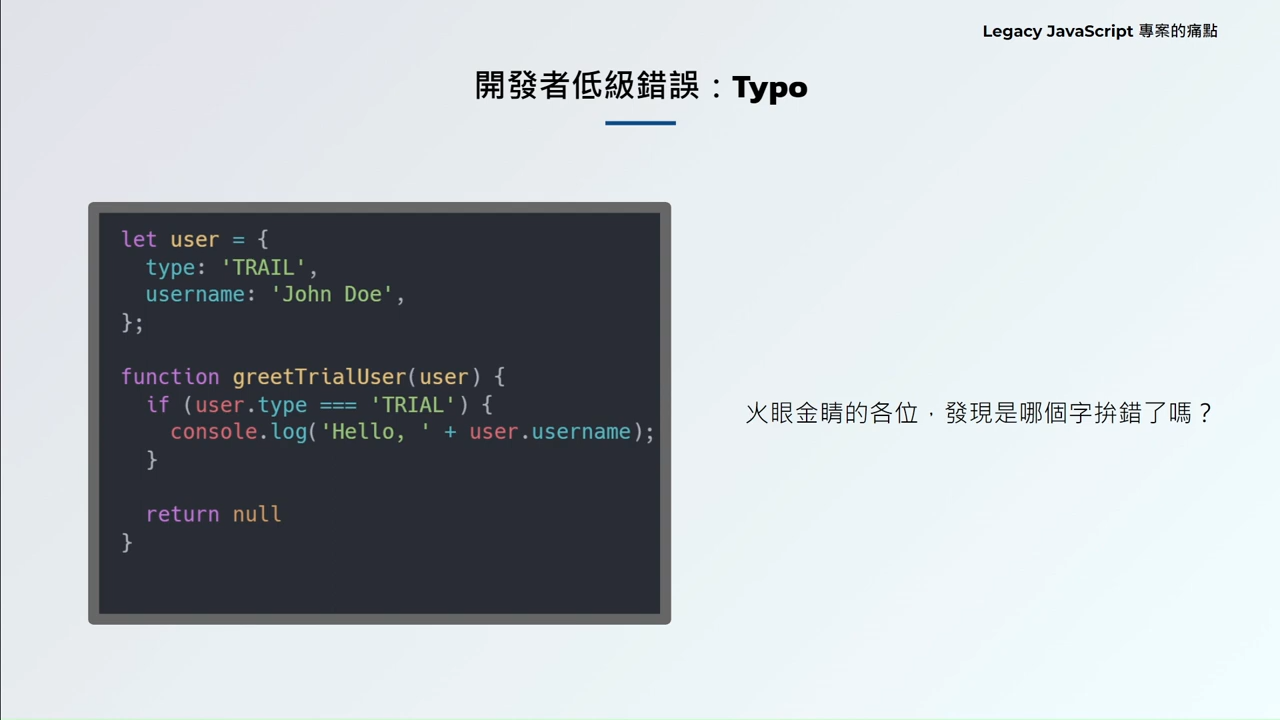 Legacy JavaScript 專案的痛點
開發者低級錯誤：Typo
let user = {
  type: 'TRAIL',
  username: 'John Doe',
};

function greetTrialUser(user) {
  if (user.type === 'TRIAL') {
    console.log('Hello, ' + user.username);
  }

  return null
}
火眼金睛的各位，發現是哪個字拚錯了嗎？